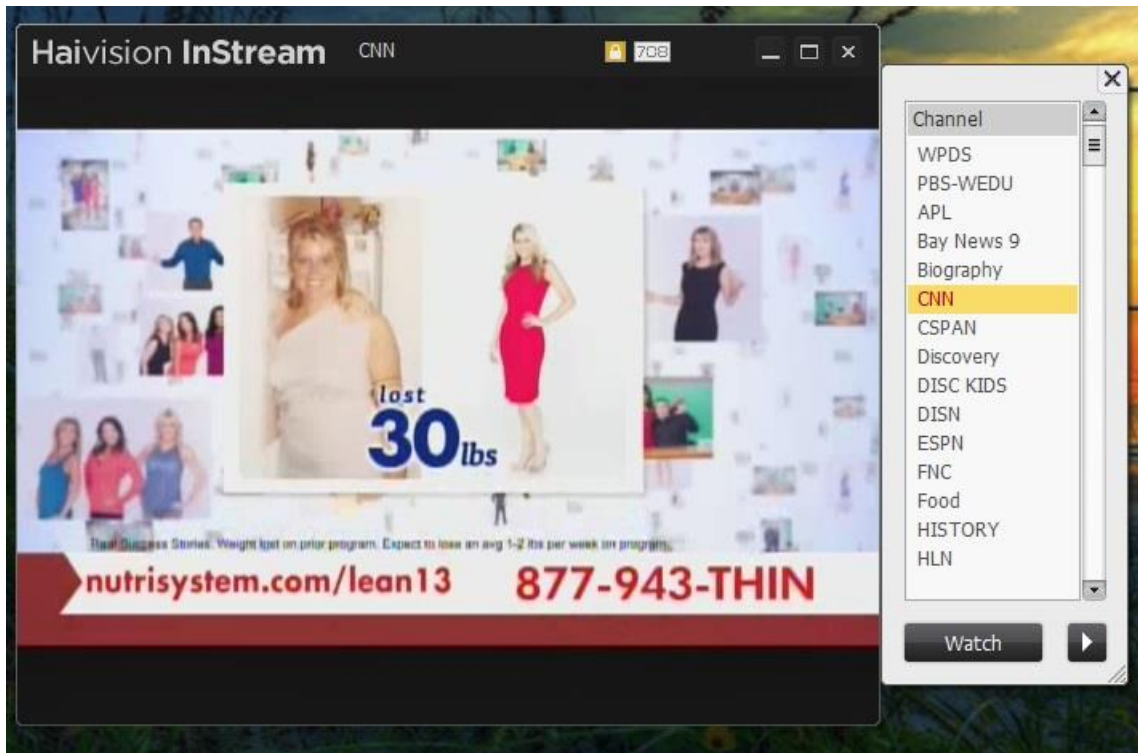 Haivision InStream CNN 708
Channel
WPDS
PBS-WEDU
APL
Bay News 9
Biography
CNN
CSPAN
Discovery
DISC KIDS
DISN
ESPN
FNC
Food
HISTORY
HLN
Watch
lost
30lbs
Real Success Stories. Weight lost on prior program. Expect to lose an avg 1-2 lbs per week on program.
nutrisystem.com/lean13 877-943-THIN